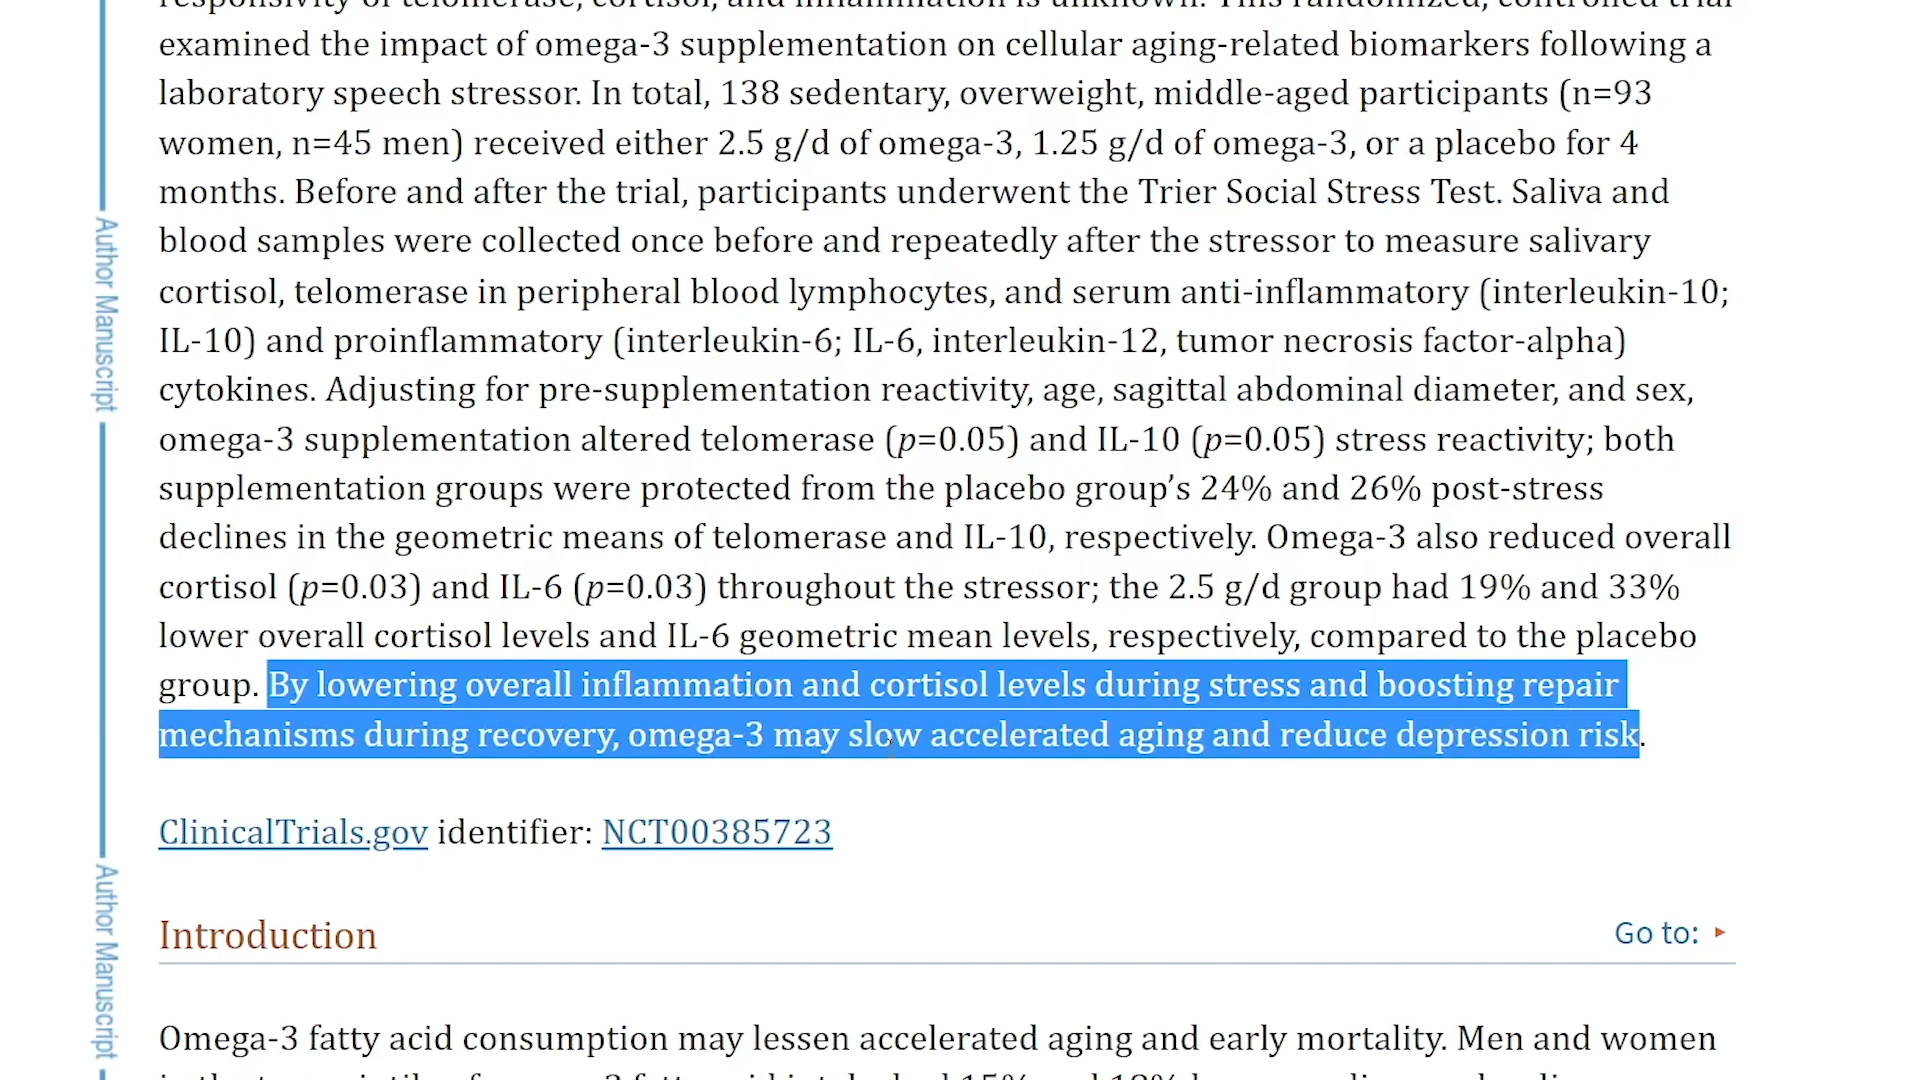 responsivity of telomerase, cortisol, and inflammation is unknown. This randomized, controlled trial
examined the impact of omega-3 supplementation on cellular aging-related biomarkers following a
laboratory speech stressor. In total, 138 sedentary, overweight, middle-aged participants (n=93
women, n=45 men) received either 2.5 g/d of omega-3, 1.25 g/d of omega-3, or a placebo for 4
months. Before and after the trial, participants underwent the Trier Social Stress Test. Saliva and
blood samples were collected once before and repeatedly after the stressor to measure salivary
cortisol, telomerase in peripheral blood lymphocytes, and serum anti-inflammatory (interleukin-10;
IL-10) and proinflammatory (interleukin-6; IL-6, interleukin-12, tumor necrosis factor-alpha)
cytokines. Adjusting for pre-supplementation reactivity, age, sagittal abdominal diameter, and sex,
omega-3 supplementation altered telomerase (p=0.05) and IL-10 (p=0.05) stress reactivity; both
supplementation groups were protected from the placebo group’s 24% and 26% post-stress
declines in the geometric means of telomerase and IL-10, respectively. Omega-3 also reduced overall
cortisol (p=0.03) and IL-6 (p=0.03) throughout the stressor; the 2.5 g/d group had 19% and 33%
lower overall cortisol levels and IL-6 geometric mean levels, respectively, compared to the placebo
group. By lowering overall inflammation and cortisol levels during stress and boosting repair
mechanisms during recovery, omega-3 may slow accelerated aging and reduce depression risk.
ClinicalTrials.gov identifier: NCT00385723
Introduction
Go to:
Omega-3 fatty acid consumption may lessen accelerated aging and early mortality. Men and women
Author Manuscript
Author Manuscript